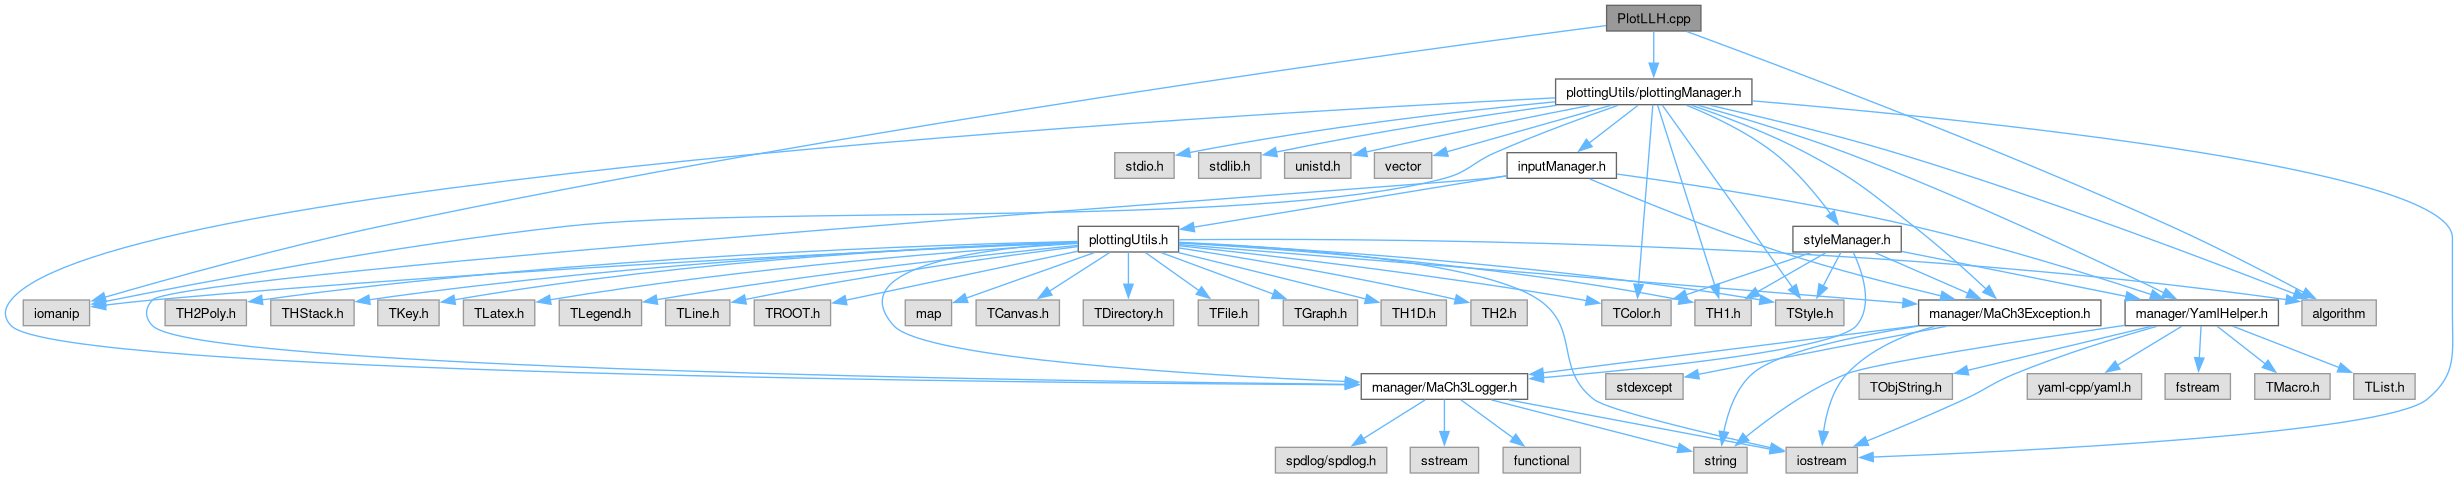 PlotLLH.cpp
plottingUtils/plottingManager.h
stdio.h
stdlib.h
unistd.h
vector
inputManager.h
plottingUtils.h
styleManager.h
iomanip
TH2Poly.h
THStack.h
TKey.h
TLatex.h
TLegend.h
TLine.h
TROOT.h
map
TCanvas.h
TDirectory.h
TFile.h
TGraph.h
TH1D.h
TH2.h
TColor.h
TH1.h
TStyle.h
manager/MaCh3Exception.h
manager/YamlHelper.h
algorithm
manager/MaCh3Logger.h
stdexcept
TObjString.h
yaml-cpp/yaml.h
fstream
TMacro.h
TList.h
spdlog/spdlog.h
sstream
functional
string
iostream